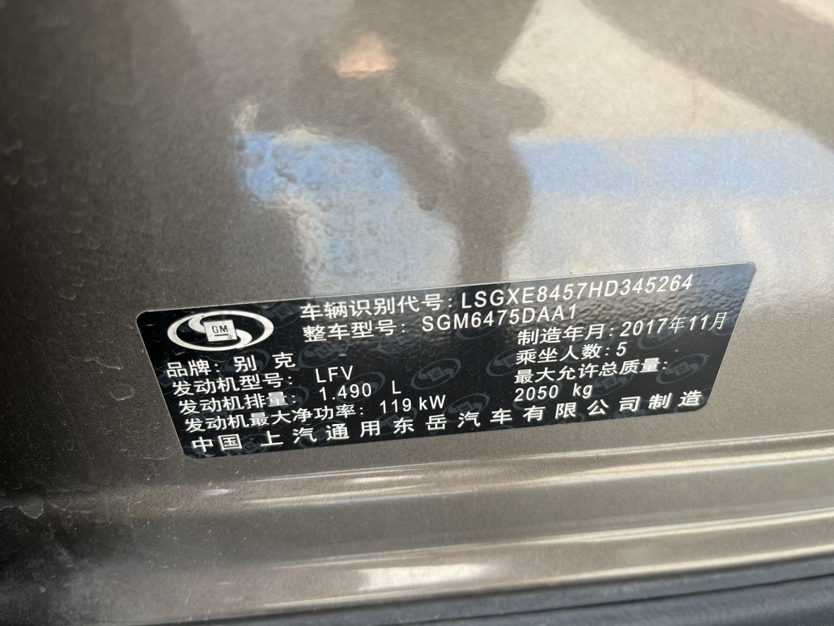 车辆识别代号: LSGXE8457HD345264
整车型号: SGM6475DAA1
GM
制造年月: 2017年11月
品牌: 别克
乘坐人数: 5
发动机型号: LFV
最大允许总质量:
发动机排量: 1.490 L
2050 kg
发动机最大净功率: 119 kW
中国 上汽通用东岳汽车有限公司制造